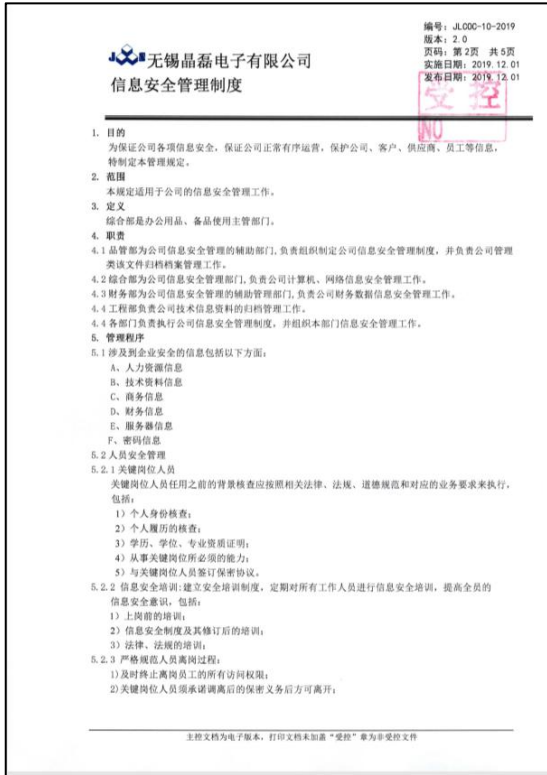 编号：JLCOC-10-2019
版本：2.0
页码：第2页 共5页
实施日期：2019.12.01
发布日期：2019.12.01
无锡晶磊电子有限公司
信息安全管理制度
受控
NO
1. 目的
为保证公司各项信息安全，保证公司正常有序运营，保护公司、客户、供应商、员工等信息，
特制定本管理规定。
2. 范围
本规定适用于公司的信息安全管理工作。
3. 定义
综合部是办公用品、备品使用主管部门。
4. 职责
4.1 品管部为公司信息安全管理的辅助部门，负责组织制定公司信息安全管理制度，并负责公司管理
类该文件归档档案管理工作。
4.2 综合部为公司信息安全管理部门，负责公司计算机、网络信息安全管理工作。
4.3 财务部为公司信息安全管理的辅助管理部门，负责公司财务数据信息安全管理工作。
4.4 工程部负责公司技术信息资料的归档管理工作。
4.4 各部门负责执行公司信息安全管理制度，并组织本部门信息安全管理工作。
5. 管理程序
5.1 涉及到企业安全的信息包括以下方面：
A、人力资源信息
B、技术资料信息
C、商务信息
D、财务信息
E、服务器信息
F、密码信息
5.2 人员安全管理
5.2.1 关键岗位人员
关键岗位人员任用之前的背景核查应按照相关法律、法规、道德规范和对应的业务要求来执行，
包括：
1）个人身份核查；
2）个人履历的核查；
3）学历、学位、专业资质证明；
4）从事关键岗位所必须的能力；
5）与关键岗位人员签订保密协议。
5.2.2 信息安全培训：建立安全培训制度，定期对所有工作人员进行信息安全培训，提高全员的
信息安全意识，包括：
1）上岗前的培训；
2）信息安全制度及其修订后的培训；
3）法律、法规的培训；
5.2.3 严格规范人员离岗过程：
1）及时终止离岗员工的所有访问权限；
2）关键岗位人员须承诺调离后的保密义务后方可离开；
主控文档为电子版本，打印文档未加盖“受控”章为非受控文件